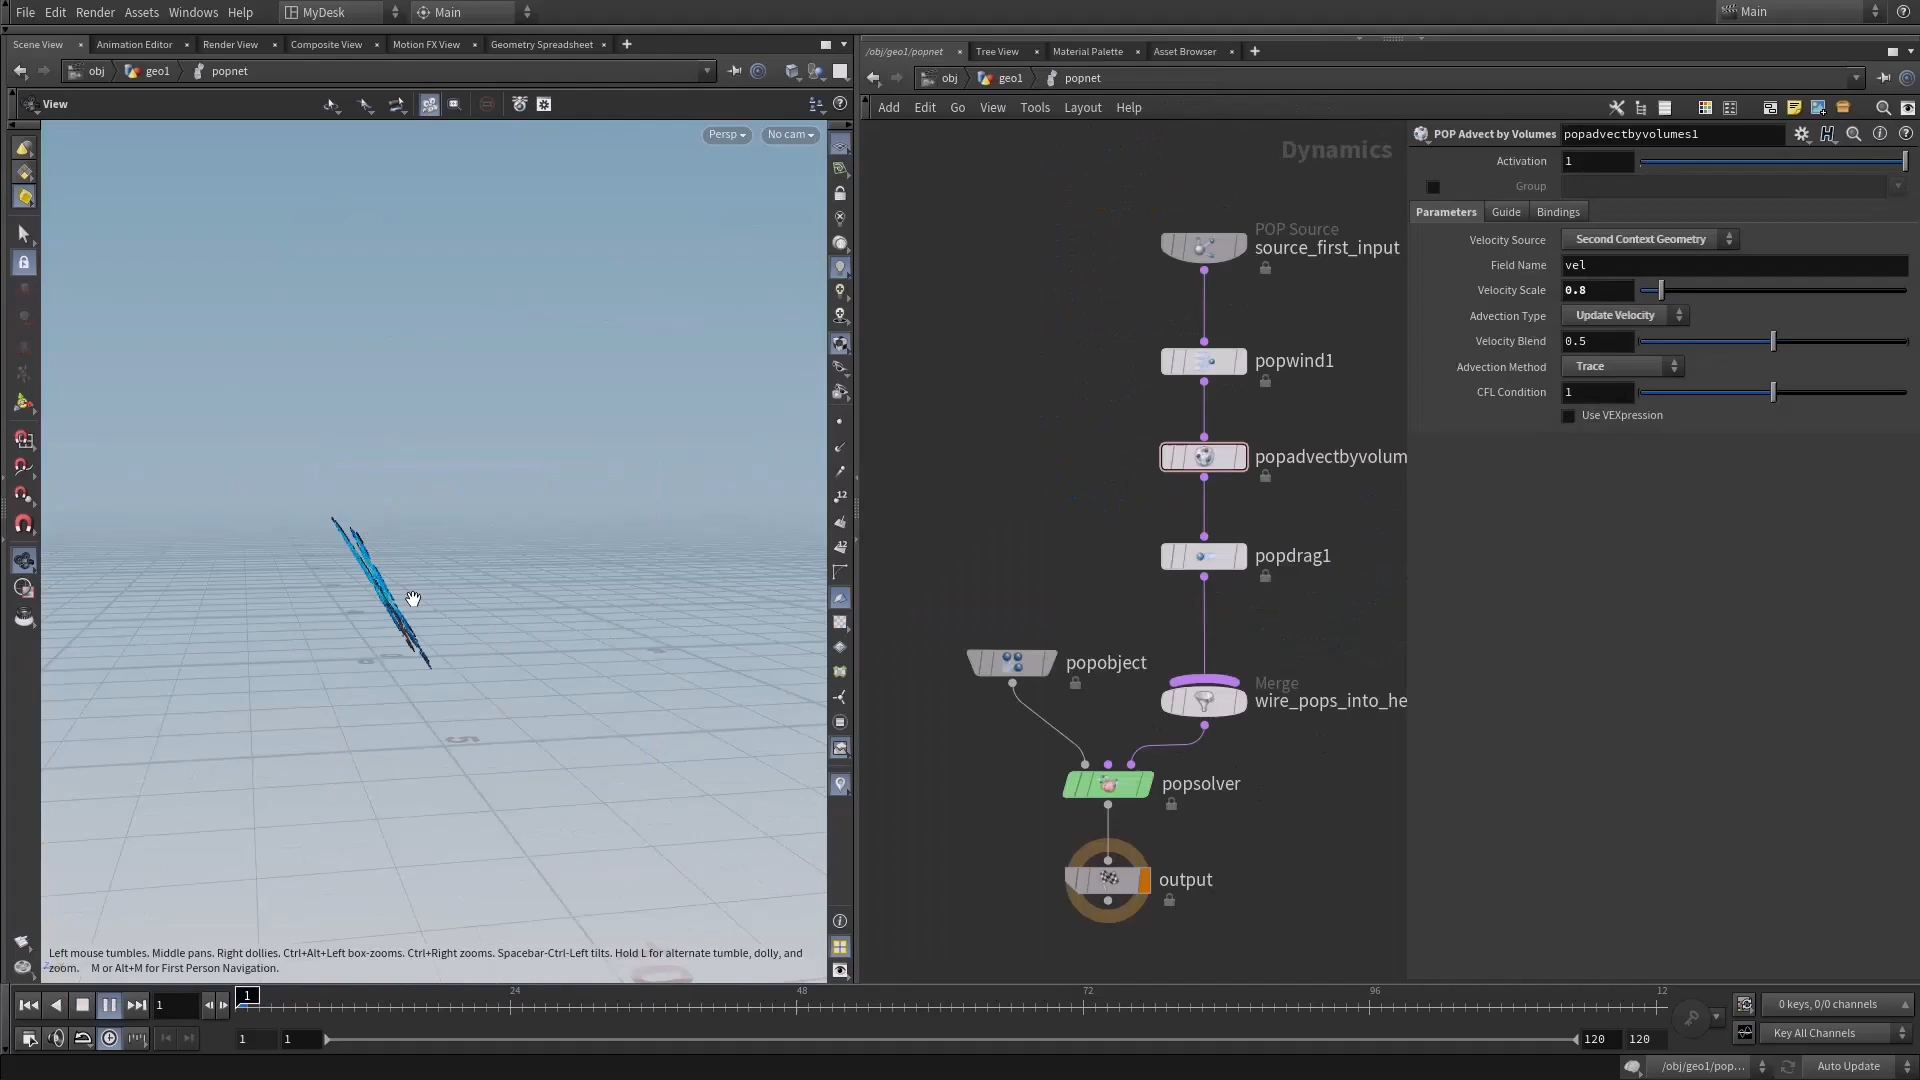 File Edit Render Assets Windows Help MyDesk Main Main
Scene View Animation Editor Render View Composite View Motion FX View Geometry Spreadsheet
obj geo1 popnet
View
Persp No cam
Left mouse tumbles. Middle pans. Right dollies. Ctrl+Alt+Left box-zooms. Ctrl+Right zooms. Spacebar-Ctrl-Left tilts. Hold L for alternate tumble, dolly, and
zoom. M or Alt+M for First Person Navigation.
12
12
/obj/geo1/popnet Tree View Material Palette Asset Browser
obj geo1 popnet
Add Edit Go View Tools Layout Help
Dynamics
POP Source
source_first_input
popwind1
popadvectbyvolum
popdrag1
popobject
Merge
wire_pops_into_he
popsolver
output
POP Advect by Volumes popadvectbyvolumes1
Activation 1
Group
Parameters Guide Bindings
Velocity Source Second Context Geometry
Field Name vel
Velocity Scale 0.8
Advection Type Update Velocity
Velocity Blend 0.5
Advection Method Trace
CFL Condition 1
Use VEXpression
1 1 24 48 72 96 12
0 keys, 0/0 channels
1 1 120 120 Key All Channels
/obj/geo1/pop... Auto Update